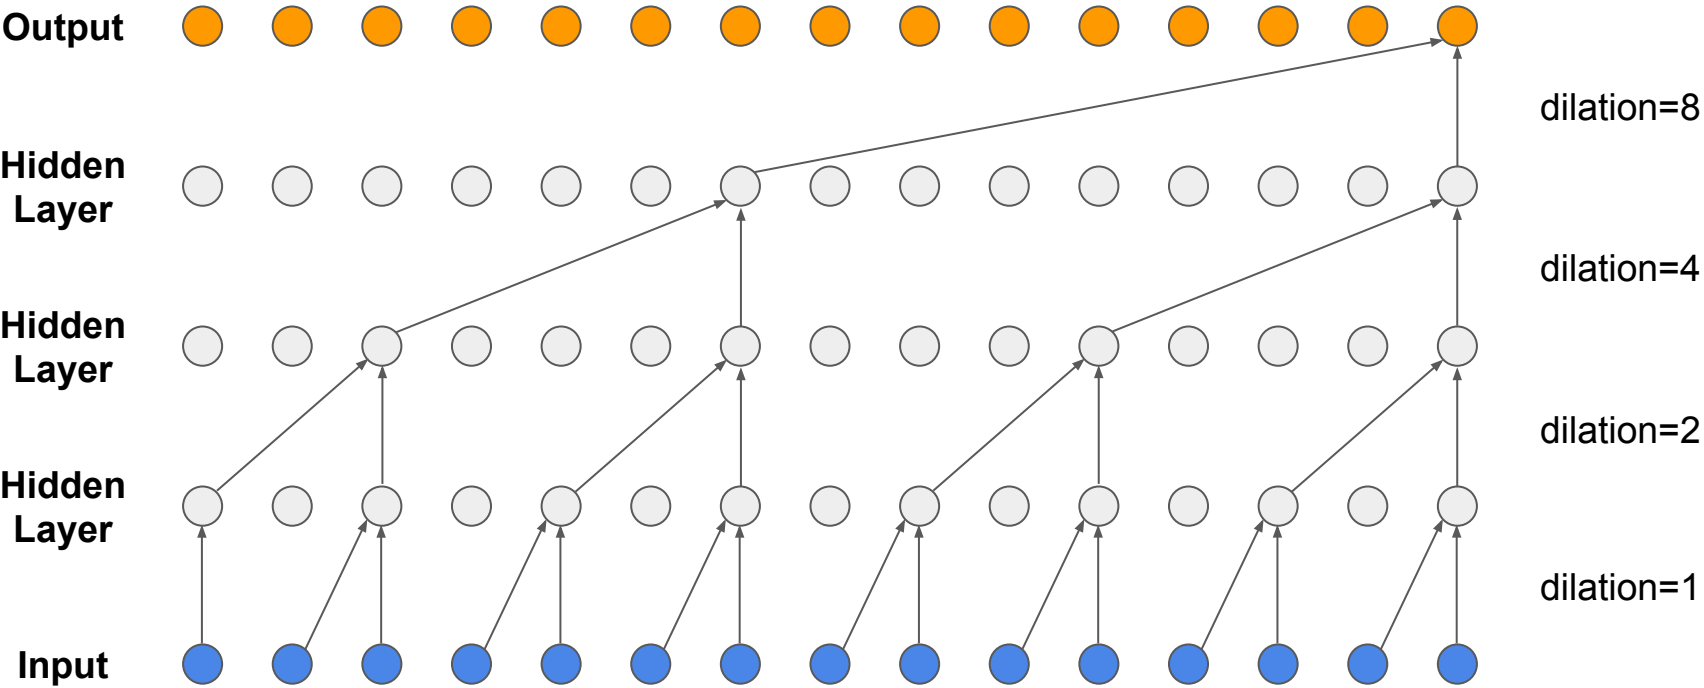 Output
dilation=8
Hidden
Layer
dilation=4
Hidden
Layer
dilation=2
Hidden
Layer
dilation=1
Input